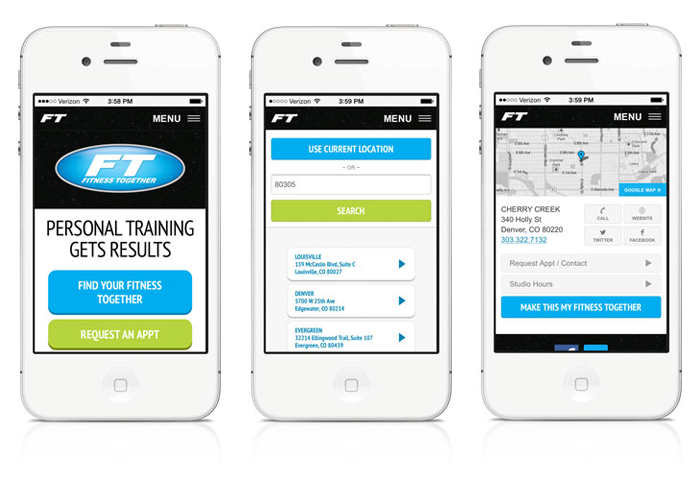 Verizon
3:58 PM
FT
MENU
FT
FITNESS TOGETHER
PERSONAL TRAINING
GETS RESULTS
FIND YOUR FITNESS
TOGETHER
REQUEST AN APPT
Verizon
3:59 PM
FT
MENU
USE CURRENT LOCATION
- OR -
80305
SEARCH
LOUISVILLE
159 McCaslin Blvd, Suite C
Louisville, CO 80027
DENVER
5700 W 25th Ave
Edgewater, CO 80214
EVERGREEN
32214 Ellingwood Trail, Suite 107
Evergreen, CO 80439
Verizon
3:59 PM
FT
MENU
GOOGLE MAP
CHERRY CREEK
340 Holly St
Denver, CO 80220
303.322.7132
CALL
WEBSITE
TWITTER
FACEBOOK
Request Appt / Contact
Studio Hours
MAKE THIS MY FITNESS TOGETHER